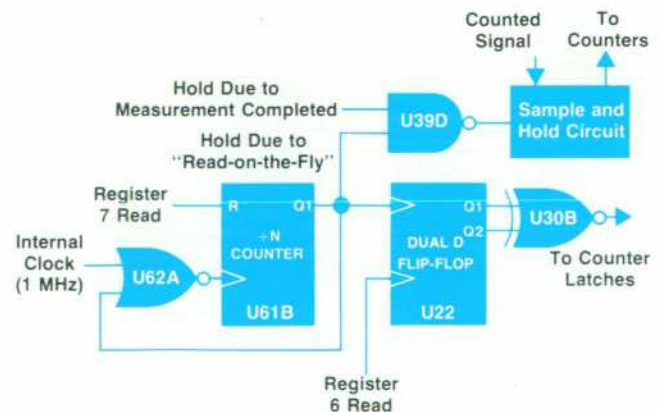 Counted
Signal
To
Counters
Hold Due to
Measurement Completed
U39D
Sample and
Hold Circuit
Hold Due to
"Read-on-the-Fly"
Register
7 Read
R
Q1
÷N
COUNTER
U61B
Internal
Clock
(1 MHz)
U62A
Q1
Q2
DUAL D
FLIP-FLOP
U22
U30B
To Counter
Latches
Register
6 Read